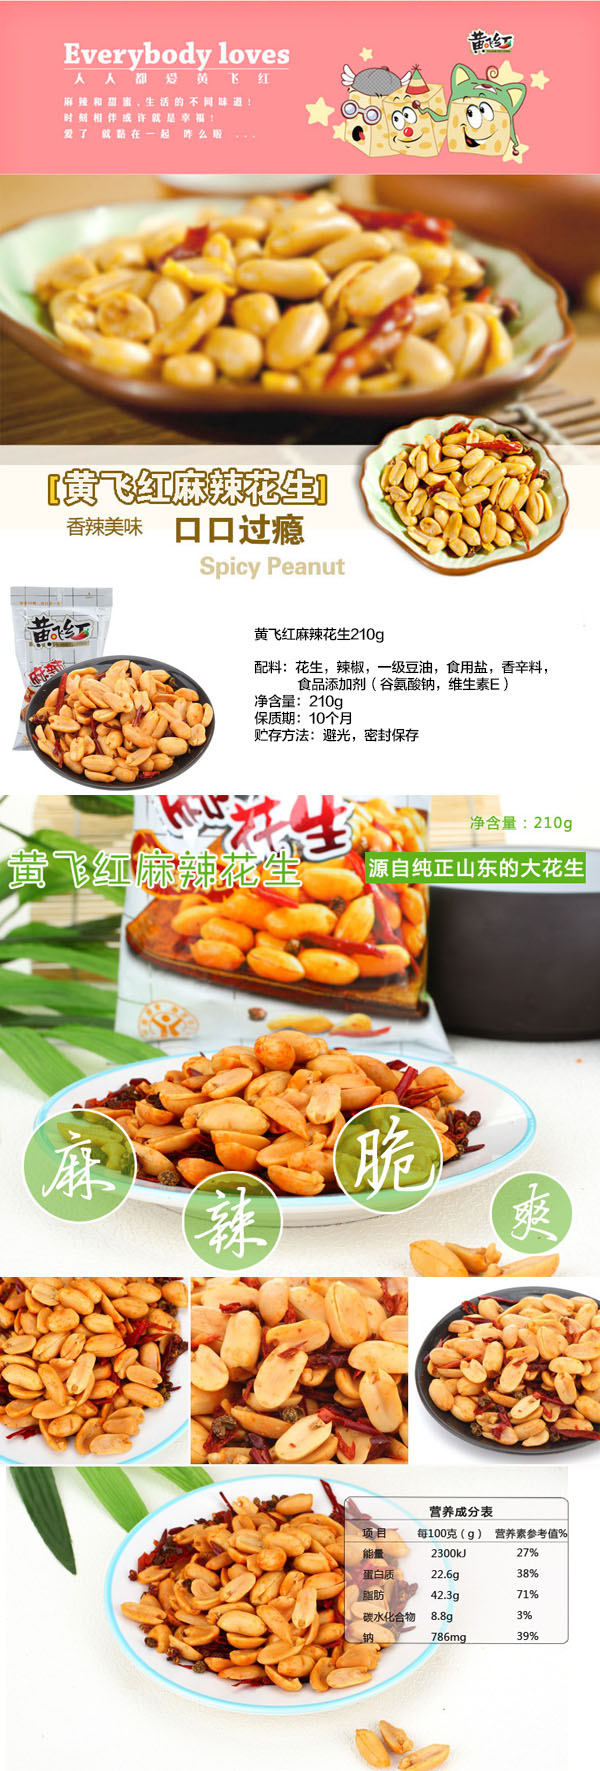 Everybody loves
人人都爱黄飞红
麻辣和甜蜜,生活的不同味道!
时刻相伴或许就是幸福!
爱了 就黏在一起 咋么啦 ...
黄飞红
[黄飞红麻辣花生]
香辣美味 口口过瘾
Spicy Peanut
黄飞红
黄飞红麻辣花生210g
配料：花生，辣椒，一级豆油，食用盐，香辛料，
食品添加剂（谷氨酸钠，维生素E）
净含量：210g
保质期：10个月
贮存方法：避光，密封保存
净含量：210g
黄飞红麻辣花生
源自纯正山东的大花生
麻
辣
脆
爽
营养成分表
项 目 每100克（g） 营养素参考值%
能量 2300kJ 27%
蛋白质 22.6g 38%
脂肪 42.3g 71%
碳水化合物 8.8g 3%
钠 786mg 39%